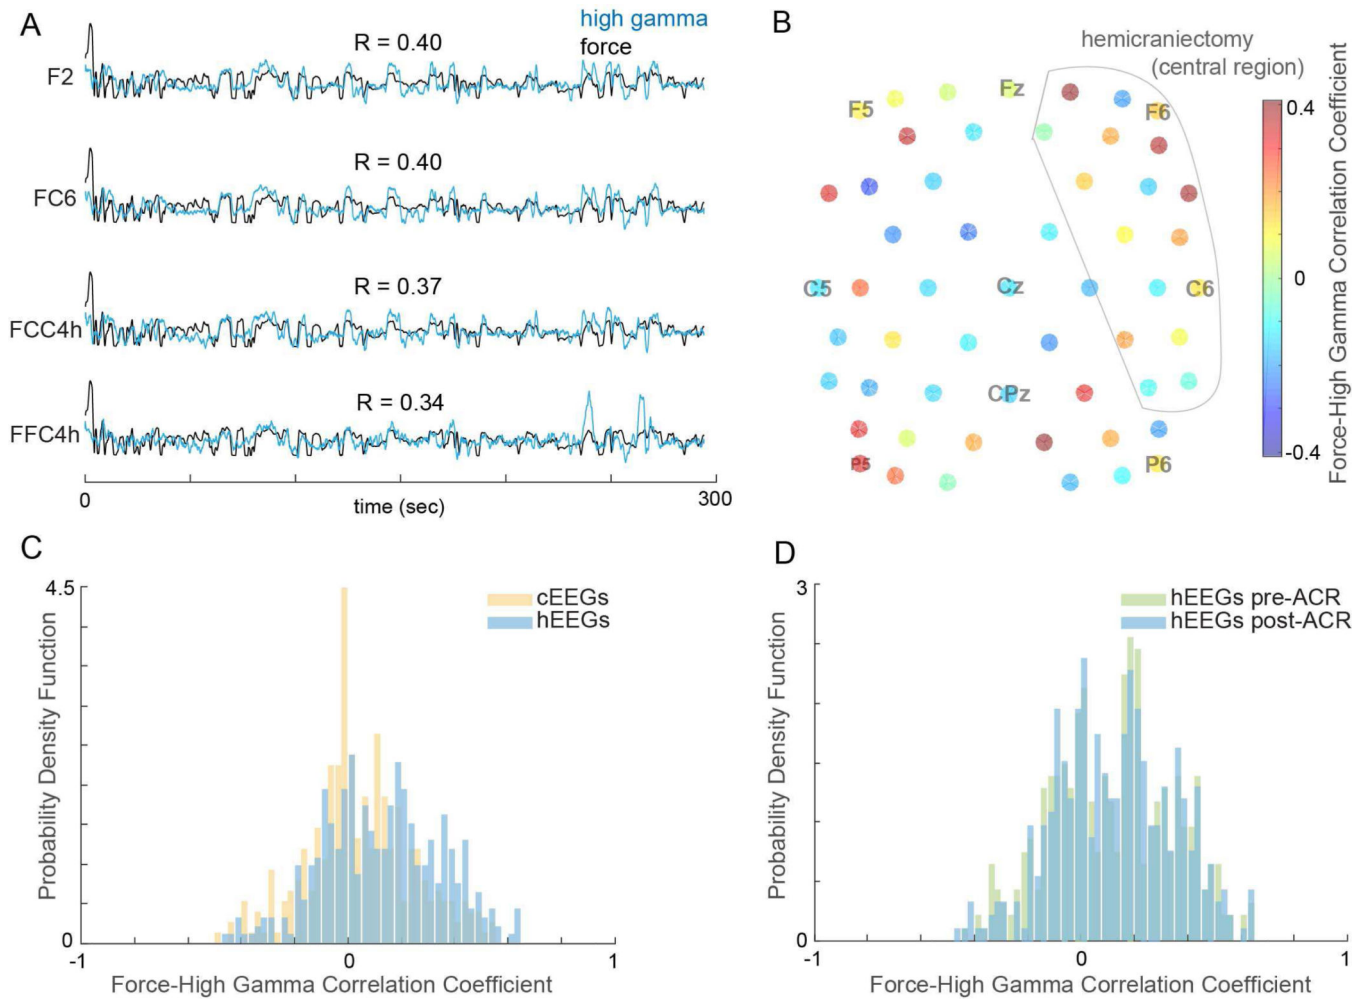 A
high gamma
force
F2
R = 0.40
FC6
R = 0.40
FCC4h
R = 0.37
FFC4h
R = 0.34
0
300
time (sec)
B
hemicraniectomy
(central region)
F5
Fz
F6
C5
Cz
C6
CPz
P5
P6
0.4
0
-0.4
Force-High Gamma Correlation Coefficient
C
4.5
0
Probability Density Function
cEEGs
hEEGs
-1
0
1
Force-High Gamma Correlation Coefficient
D
3
0
Probability Density Function
hEEGs pre-ACR
hEEGs post-ACR
-1
0
1
Force-High Gamma Correlation Coefficient